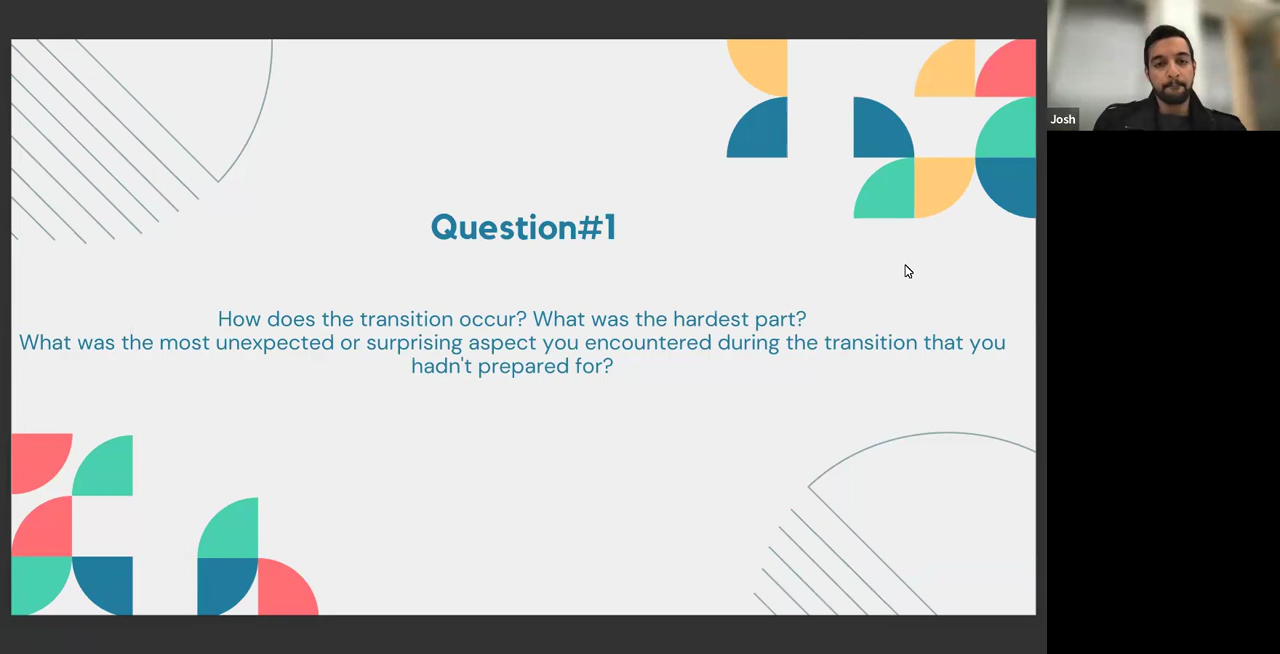 Question#1
How does the transition occur? What was the hardest part?
What was the most unexpected or surprising aspect you encountered during the transition that you
hadn't prepared for?
Josh